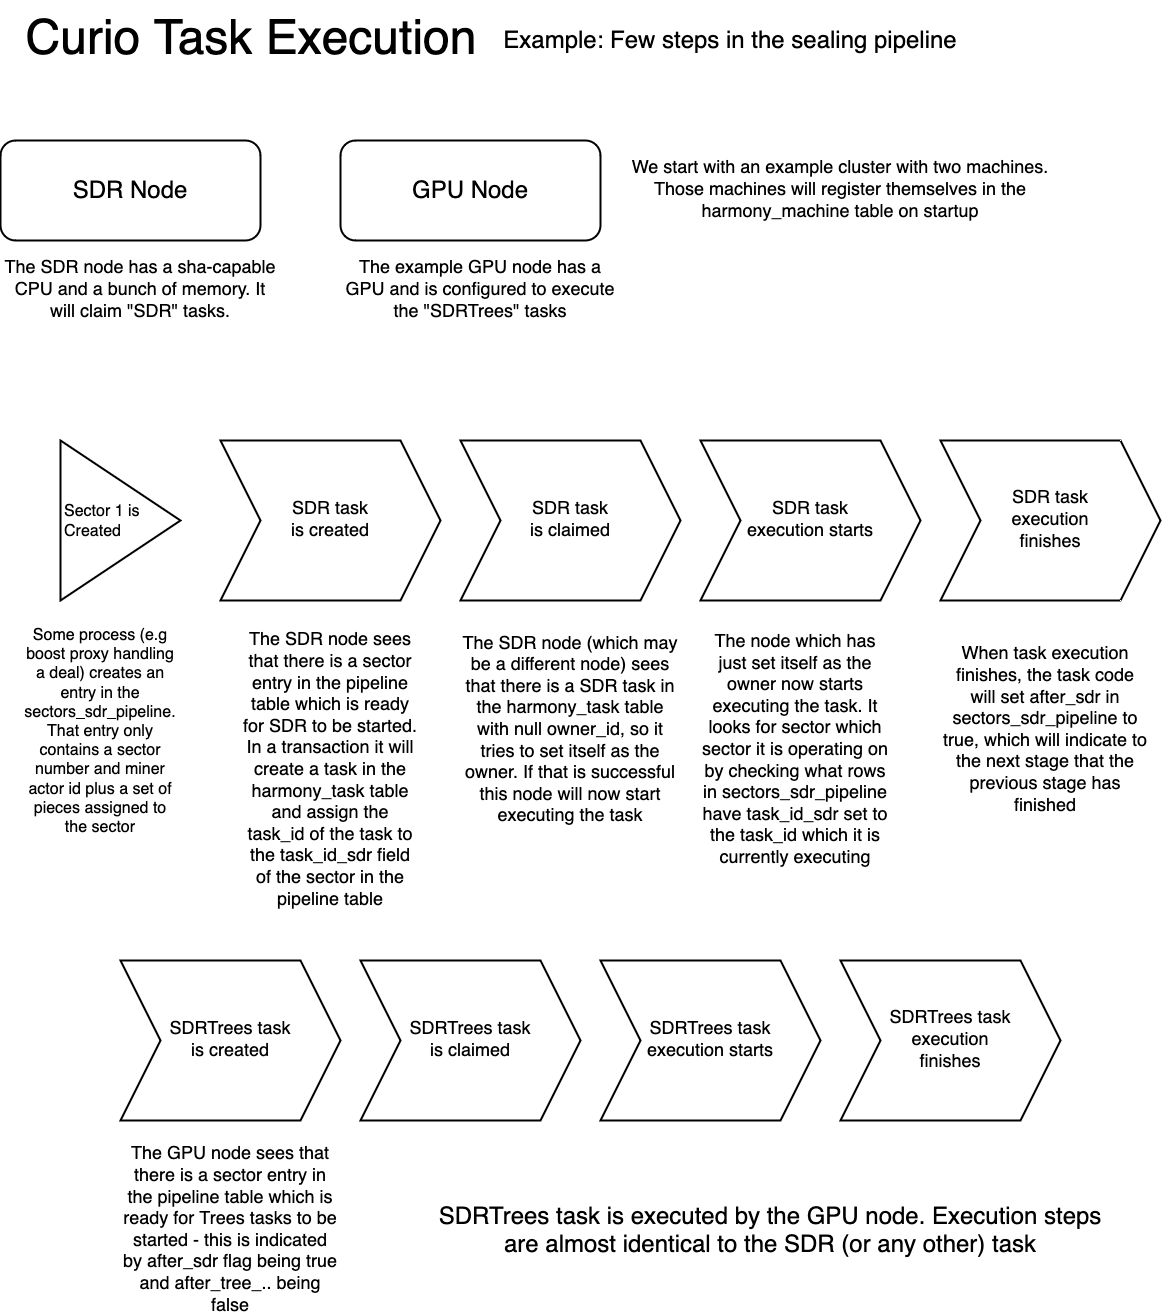 Curio Task Execution
Example: Few steps in the sealing pipeline
SDR Node
GPU Node
We start with an example cluster with two machines.
Those machines will register themselves in the
harmony_machine table on startup
The SDR node has a sha-capable
CPU and a bunch of memory. It
will claim "SDR" tasks.
The example GPU node has a
GPU and is configured to execute
the "SDRTrees" tasks
Sector 1 is
Created
SDR task
is created
SDR task
is claimed
SDR task
execution starts
SDR task
execution
finishes
Some process (e.g
boost proxy handling
a deal) creates an
entry in the
sectors_sdr_pipeline.
That entry only
contains a sector
number and miner
actor id plus a set of
pieces assigned to
the sector
The SDR node sees
that there is a sector
entry in the pipeline
table which is ready
for SDR to be started.
In a transaction it will
create a task in the
harmony_task table
and assign the
task_id of the task to
the task_id_sdr field
of the sector in the
pipeline table
The SDR node (which may
be a different node) sees
that there is a SDR task in
the harmony_task table
with null owner_id, so it
tries to set itself as the
owner. If that is successful
this node will now start
executing the task
The node which has
just set itself as the
owner now starts
executing the task. It
looks for sector which
sector it is operating on
by checking what rows
in sectors_sdr_pipeline
have task_id_sdr set to
the task_id which it is
currently executing
When task execution
finishes, the task code
will set after_sdr in
sectors_sdr_pipeline to
true, which will indicate to
the next stage that the
previous stage has
finished
SDRTrees task
is created
SDRTrees task
is claimed
SDRTrees task
execution starts
SDRTrees task
execution
finishes
The GPU node sees that
there is a sector entry in
the pipeline table which is
ready for Trees tasks to be
started - this is indicated
by after_sdr flag being true
and after_tree_.. being
false
SDRTrees task is executed by the GPU node. Execution steps
are almost identical to the SDR (or any other) task